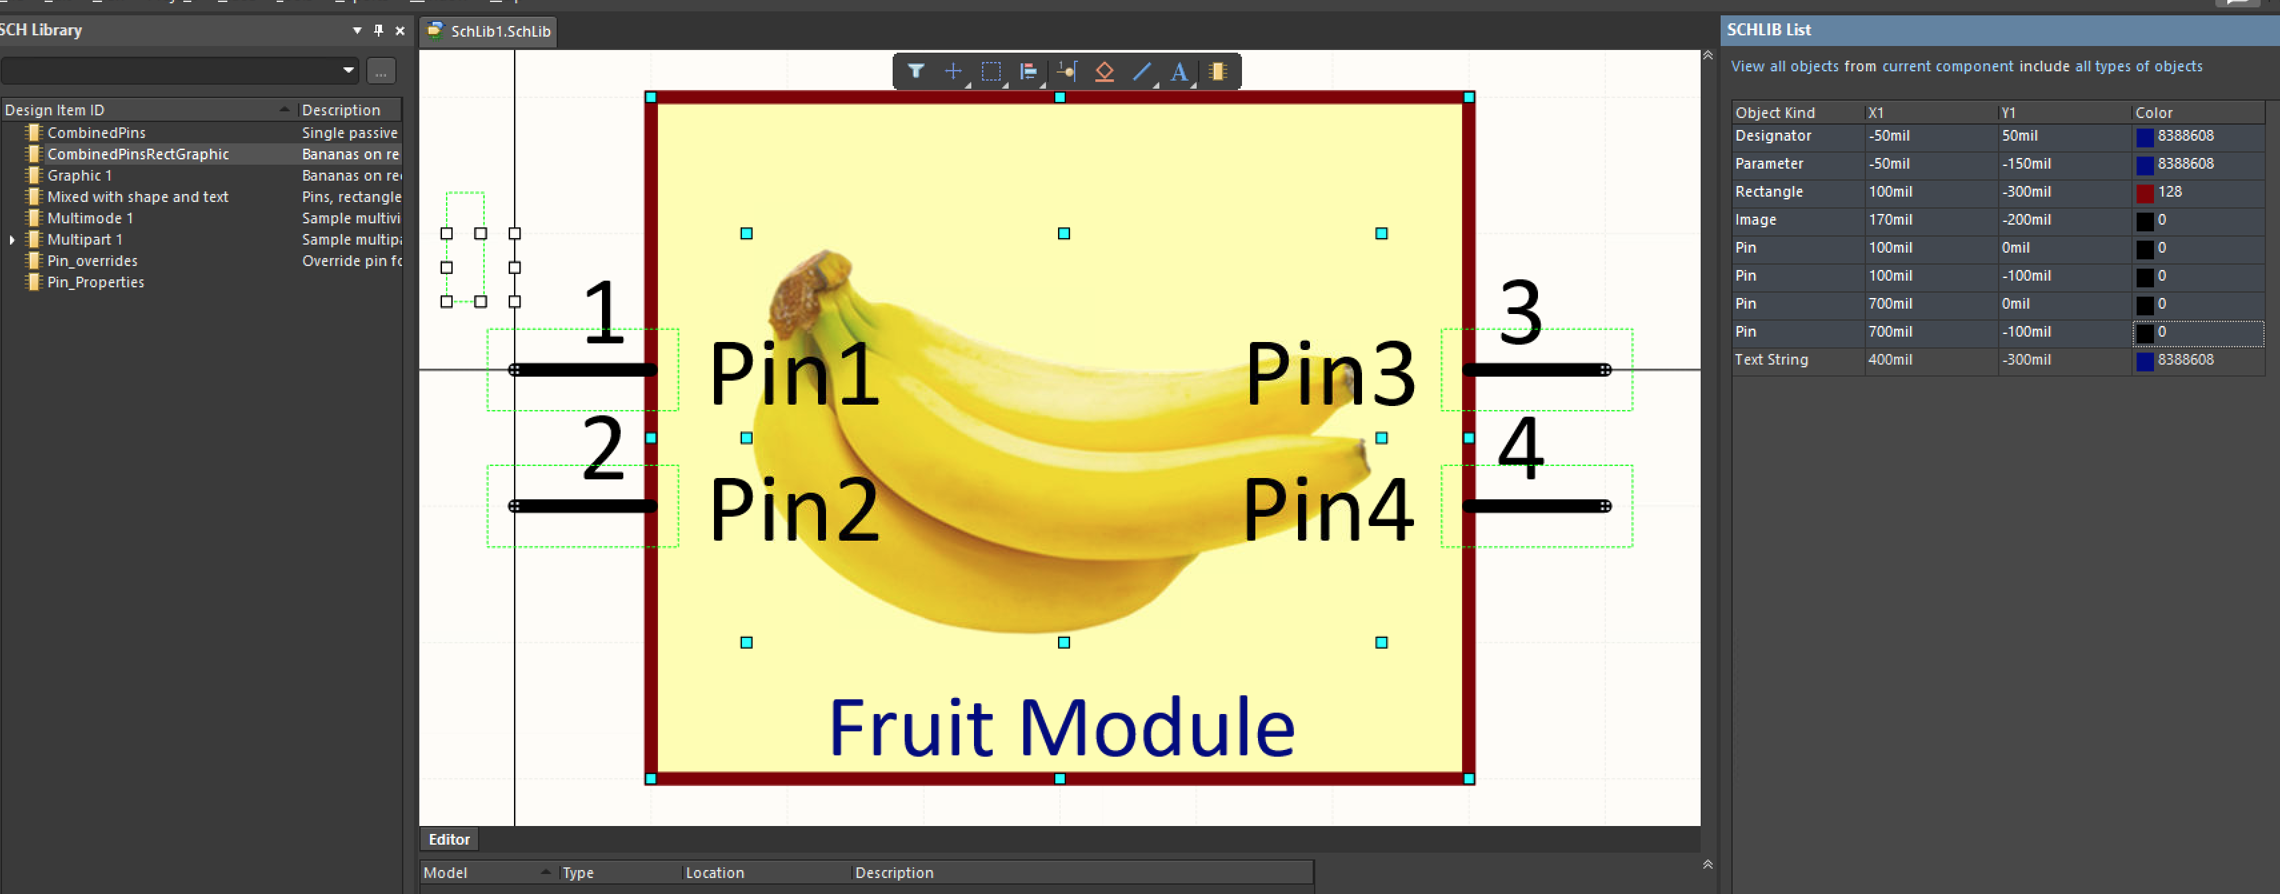 SCH Library
...
Design Item ID Description
CombinedPins Single passive
CombinedPinsRectGraphic Bananas on re
Graphic 1 Bananas on re
Mixed with shape and text Pins, rectangle
Multimode 1 Sample multivi
Multipart 1 Sample multipa
Pin_overrides Override pin fo
Pin_Properties
SchLib1.SchLib
A
1
Pin1
2
Pin2
3
Pin3
4
Pin4
Fruit Module
Editor
Model Type Location Description
SCHLIB List
View all objects from current component include all types of objects
Object Kind X1 Y1 Color
Designator -50mil 50mil 8388608
Parameter -50mil -150mil 8388608
Rectangle 100mil -300mil 128
Image 170mil -200mil 0
Pin 100mil 0mil 0
Pin 100mil -100mil 0
Pin 700mil 0mil 0
Pin 700mil -100mil 0
Text String 400mil -300mil 8388608